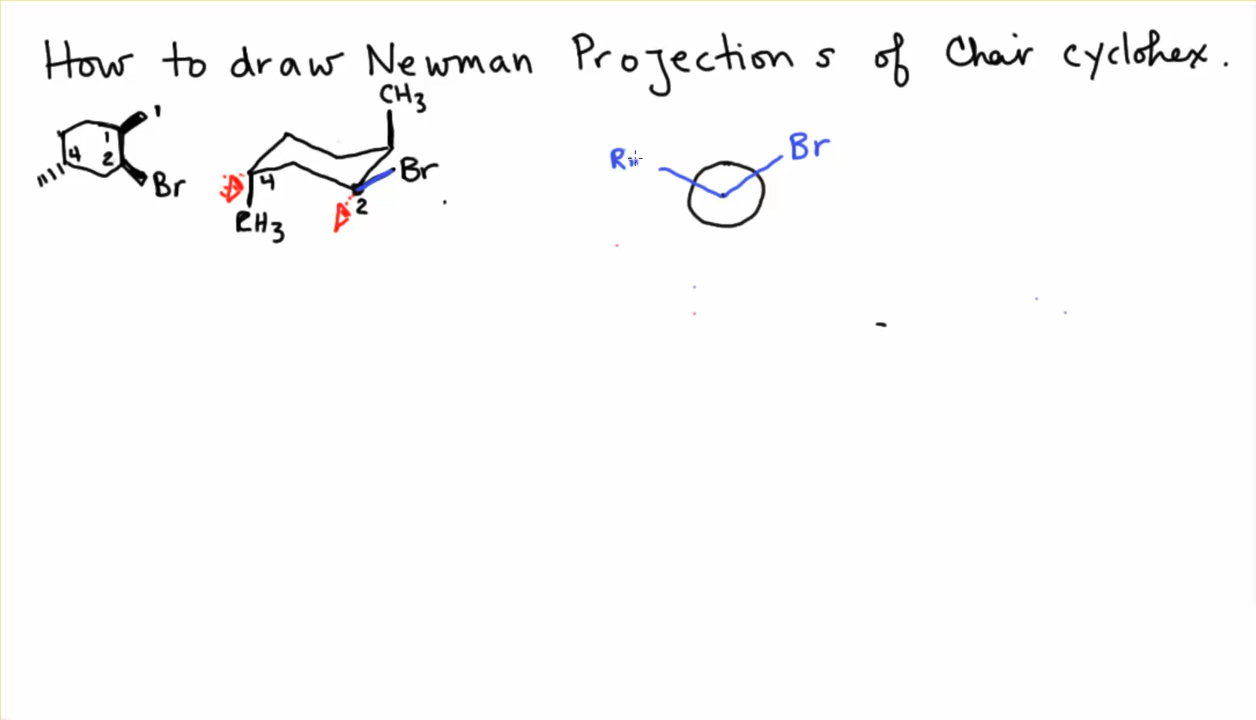 How to draw Newman Projections of Chair cyclohex.
CH3
1
4 2
Br
4
Br
2
CH3
Br
R